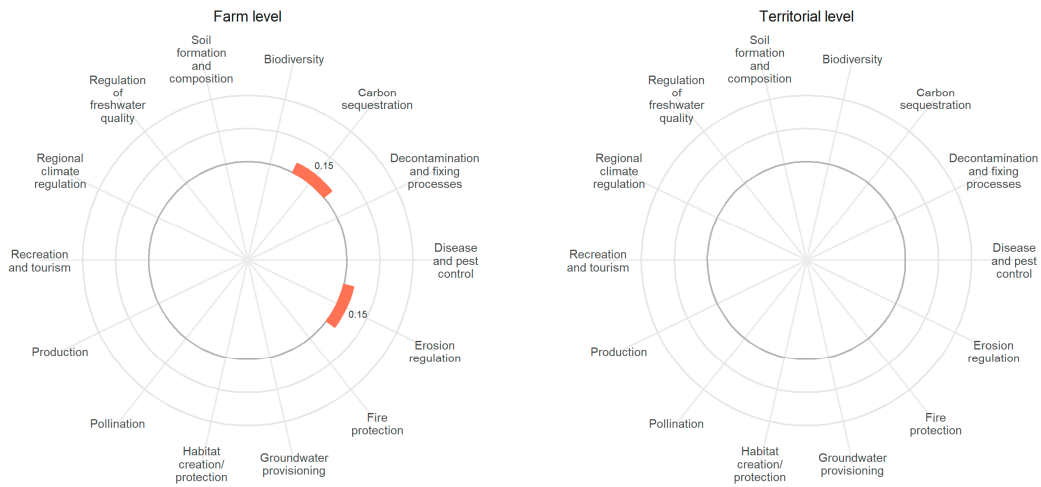 Farm level
Soil
formation
and
composition
Biodiversity
Regulation
of
freshwater
quality
Carbon
sequestration
Regional
climate
regulation
0.15
Decontamination
and fixing
processes
Recreation
and tourism
Disease
and pest
control
0.15
Production
Erosion
regulation
Pollination
Fire
protection
Habitat
creation/
protection
Groundwater
provisioning
Territorial level
Soil
formation
and
composition
Biodiversity
Regulation
of
freshwater
quality
Carbon
sequestration
Regional
climate
regulation
Decontamination
and fixing
processes
Recreation
and tourism
Disease
and pest
control
Production
Erosion
regulation
Pollination
Fire
protection
Habitat
creation/
protection
Groundwater
provisioning